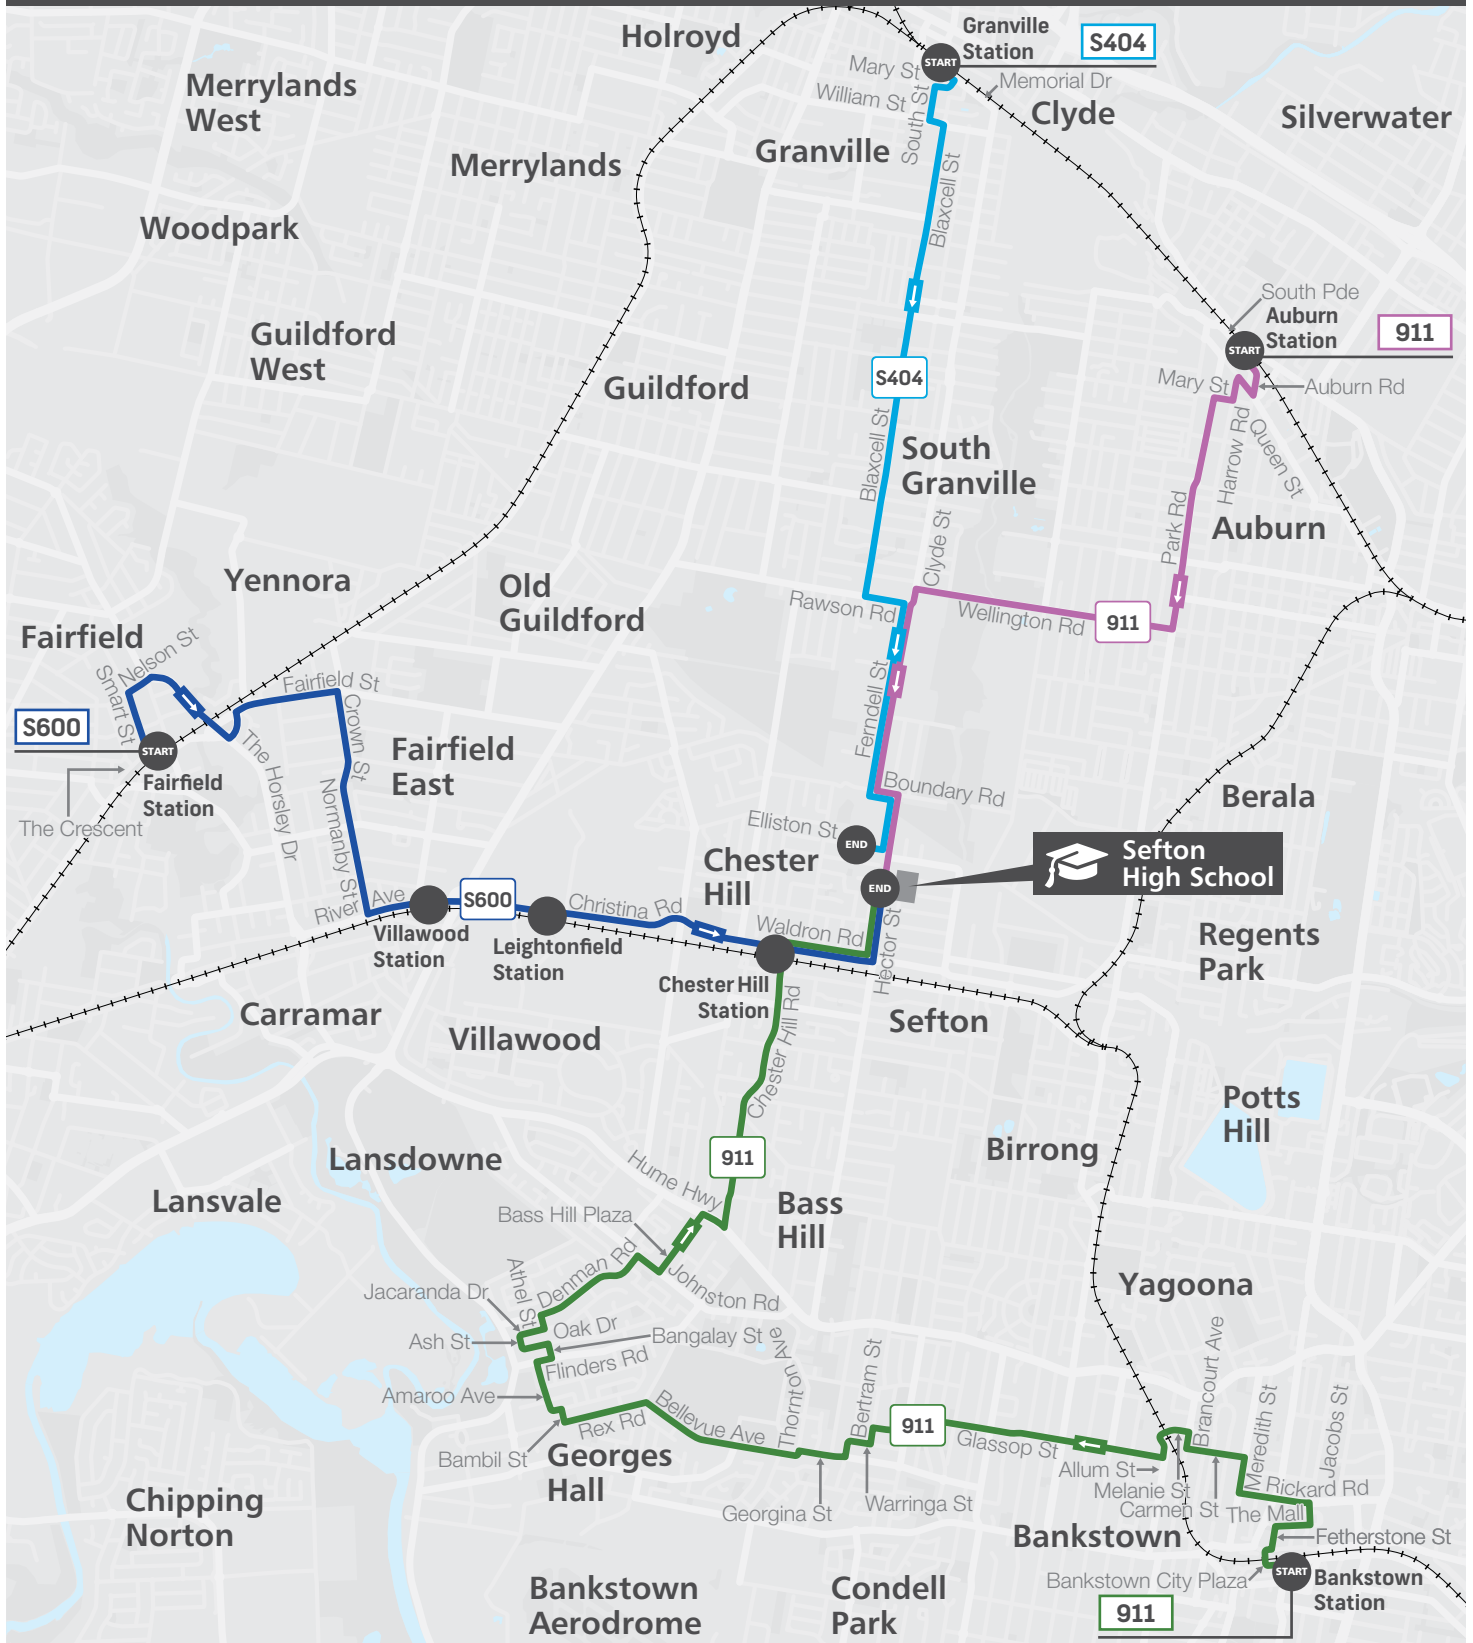 Holroyd
Granville
Station
S404
START
Mary St
Memorial Dr
Merrylands
West
William St
South St
Clyde
Silverwater
Granville
Merrylands
Blaxcell St
Woodpark
South Pde
Auburn
Station
911
START
Guildford
West
Guildford
S404
Mary St
Auburn Rd
Blaxcell St
South
Granville
Harrow Rd
Queen St
Park Rd
Auburn
Clyde St
Yennora
Old
Guildford
Rawson Rd
Wellington Rd
911
Fairfield
Nelson St
Smart St
Fairfield St
Crown St
Ferndell St
S600
START
Fairfield
Station
The Crescent
The Horsley Dr
Fairfield
East
Normanby St
Boundary Rd
Berala
Elliston St
END
Chester
Hill
Sefton
High School
END
River Ave
S600
Christina Rd
Waldron Rd
Hector St
Villawood
Station
Leightonfield
Station
Chester Hill
Station
Regents
Park
Carramar
Villawood
Chester Hill Rd
Sefton
Potts
Hill
Lansdowne
911
Birrong
Lansvale
Hume Hwy
Bass
Hill
Bass Hill Plaza
Denman Rd
Johnston Rd
Yagoona
Athel St
Jacaranda Dr
Ash St
Oak Dr
Bangalay St
Flinders Rd
Thornton Ave
Bertram St
Brancourt Ave
Meredith St
Jacobs St
Amaroo Ave
Rex Rd
Bellevue Ave
911
Glassop St
Bambil St
Georges
Hall
Allum St
Melanie St
Carmen St
Rickard Rd
The Mall
Georgina St
Warringa St
Chipping
Norton
Bankstown
Fetherstone St
Bankstown City Plaza
START
Bankstown
Station
Bankstown
Aerodrome
Condell
Park
911